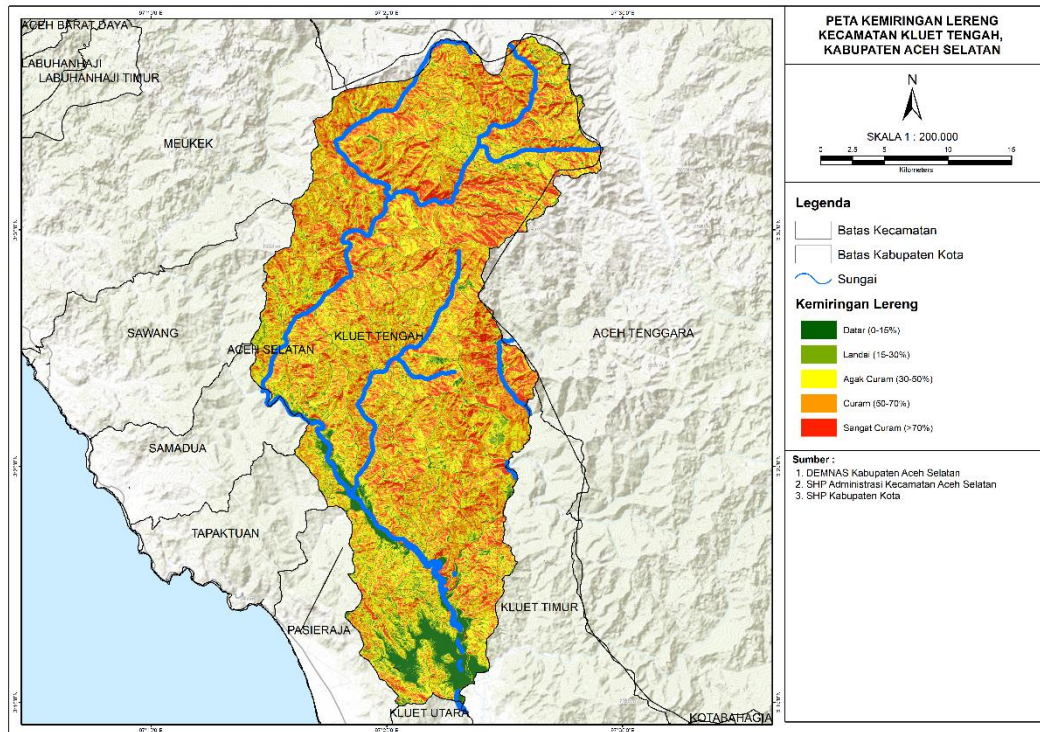 ACEH BARAT DAYA
LABUHANHAJI
LABUHANHAJI TIMUR
MEUKEK
SAWANG
ACEH SELATAN
KLUET TENGAH
ACEH TENGGARA
SAMADUA
TAPAKTUAN
PASIERAJA
KLUET TIMUR
KLUET UTARA
KOTABAHAGIA
PETA KEMIRINGAN LERENG
KECAMATAN KLUET TENGAH,
KABUPATEN ACEH SELATAN
N
SKALA 1 : 200.000
0 2,5 5 10 15
Kilometers
Legenda
Batas Kecamatan
Batas Kabupaten Kota
Sungai
Kemiringan Lereng
Datar (0-15%)
Landai (15-30%)
Agak Curam (30-50%)
Curam (50-70%)
Sangat Curam (>70%)
Sumber :
1. DEMNAS Kabupaten Aceh Selatan
2. SHP Administrasi Kecamatan Aceh Selatan
3. SHP Kabupaten Kota